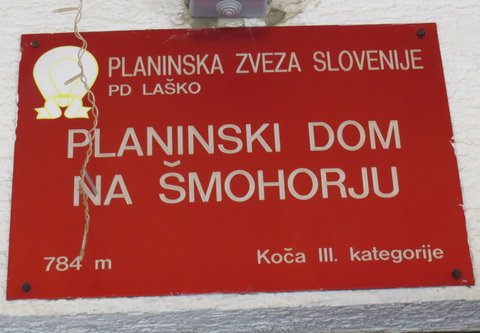 PLANINSKA ZVEZA SLOVENIJE
PD LAŠKO
PLANINSKI DOM
NA ŠMOHORJU
784 m
Koča III. kategorije